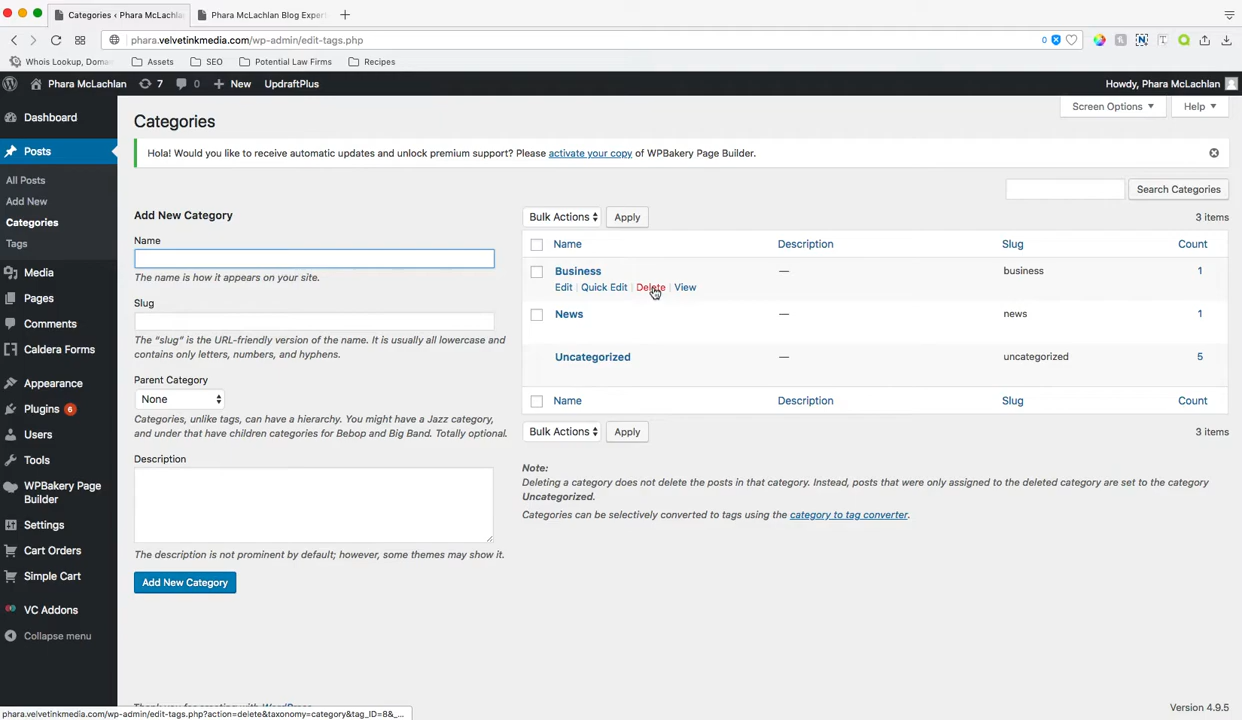 Categories ‹ Phara McLachlan
Phara McLachlan Blog Expert
phara.velvetinkmedia.com/wp-admin/edit-tags.php
0
Whois Lookup, Doma
Assets
SEO
Potential Law Firms
Recipes
Phara McLachlan
7
0
New
UpdraftPlus
Howdy, Phara McLachlan
Dashboard
Posts
All Posts
Add New
Categories
Tags
Media
Pages
Comments
Caldera Forms
Appearance
Plugins 6
Users
Tools
WPBakery Page
Builder
Settings
Cart Orders
Simple Cart
VC Addons
Collapse menu
Screen Options
Help
Categories
Hola! Would you like to receive automatic updates and unlock premium support? Please activate your copy of WPBakery Page Builder.
Search Categories
Add New Category
Name
The name is how it appears on your site.
Slug
The “slug” is the URL-friendly version of the name. It is usually all lowercase and
contains only letters, numbers, and hyphens.
Parent Category
None
Categories, unlike tags, can have a hierarchy. You might have a Jazz category,
and under that have children categories for Bebop and Big Band. Totally optional.
Description
The description is not prominent by default; however, some themes may show it.
Add New Category
Bulk Actions
Apply
3 items
Name Description Slug Count
Business — business 1
Edit | Quick Edit | Delete | View
News — news 1
Uncategorized — uncategorized 5
Name Description Slug Count
Bulk Actions
Apply
3 items
Note:
Deleting a category does not delete the posts in that category. Instead, posts that were only assigned to the deleted category are set to the category
Uncategorized.
Categories can be selectively converted to tags using the category to tag converter.
Version 4.9.5
phara.velvetinkmedia.com/wp-admin/edit-tags.php?action=delete&taxonomy=category&tag_ID=8&_...